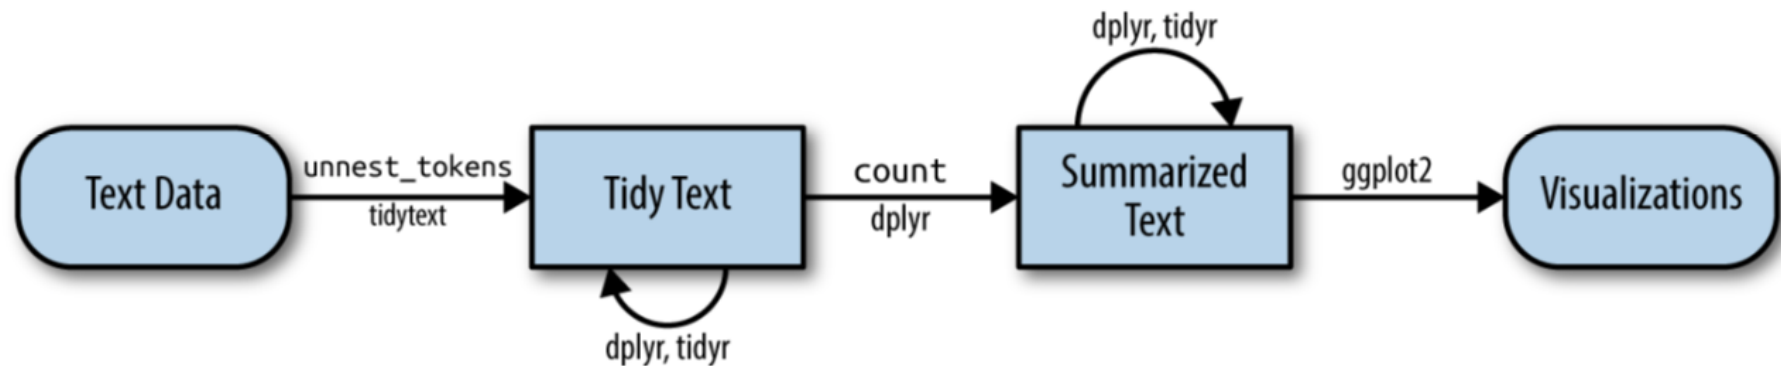 dplyr, tidyr
Text Data
unnest_tokens
tidytext
Tidy Text
count
dplyr
Summarized
Text
ggplot2
Visualizations
dplyr, tidyr